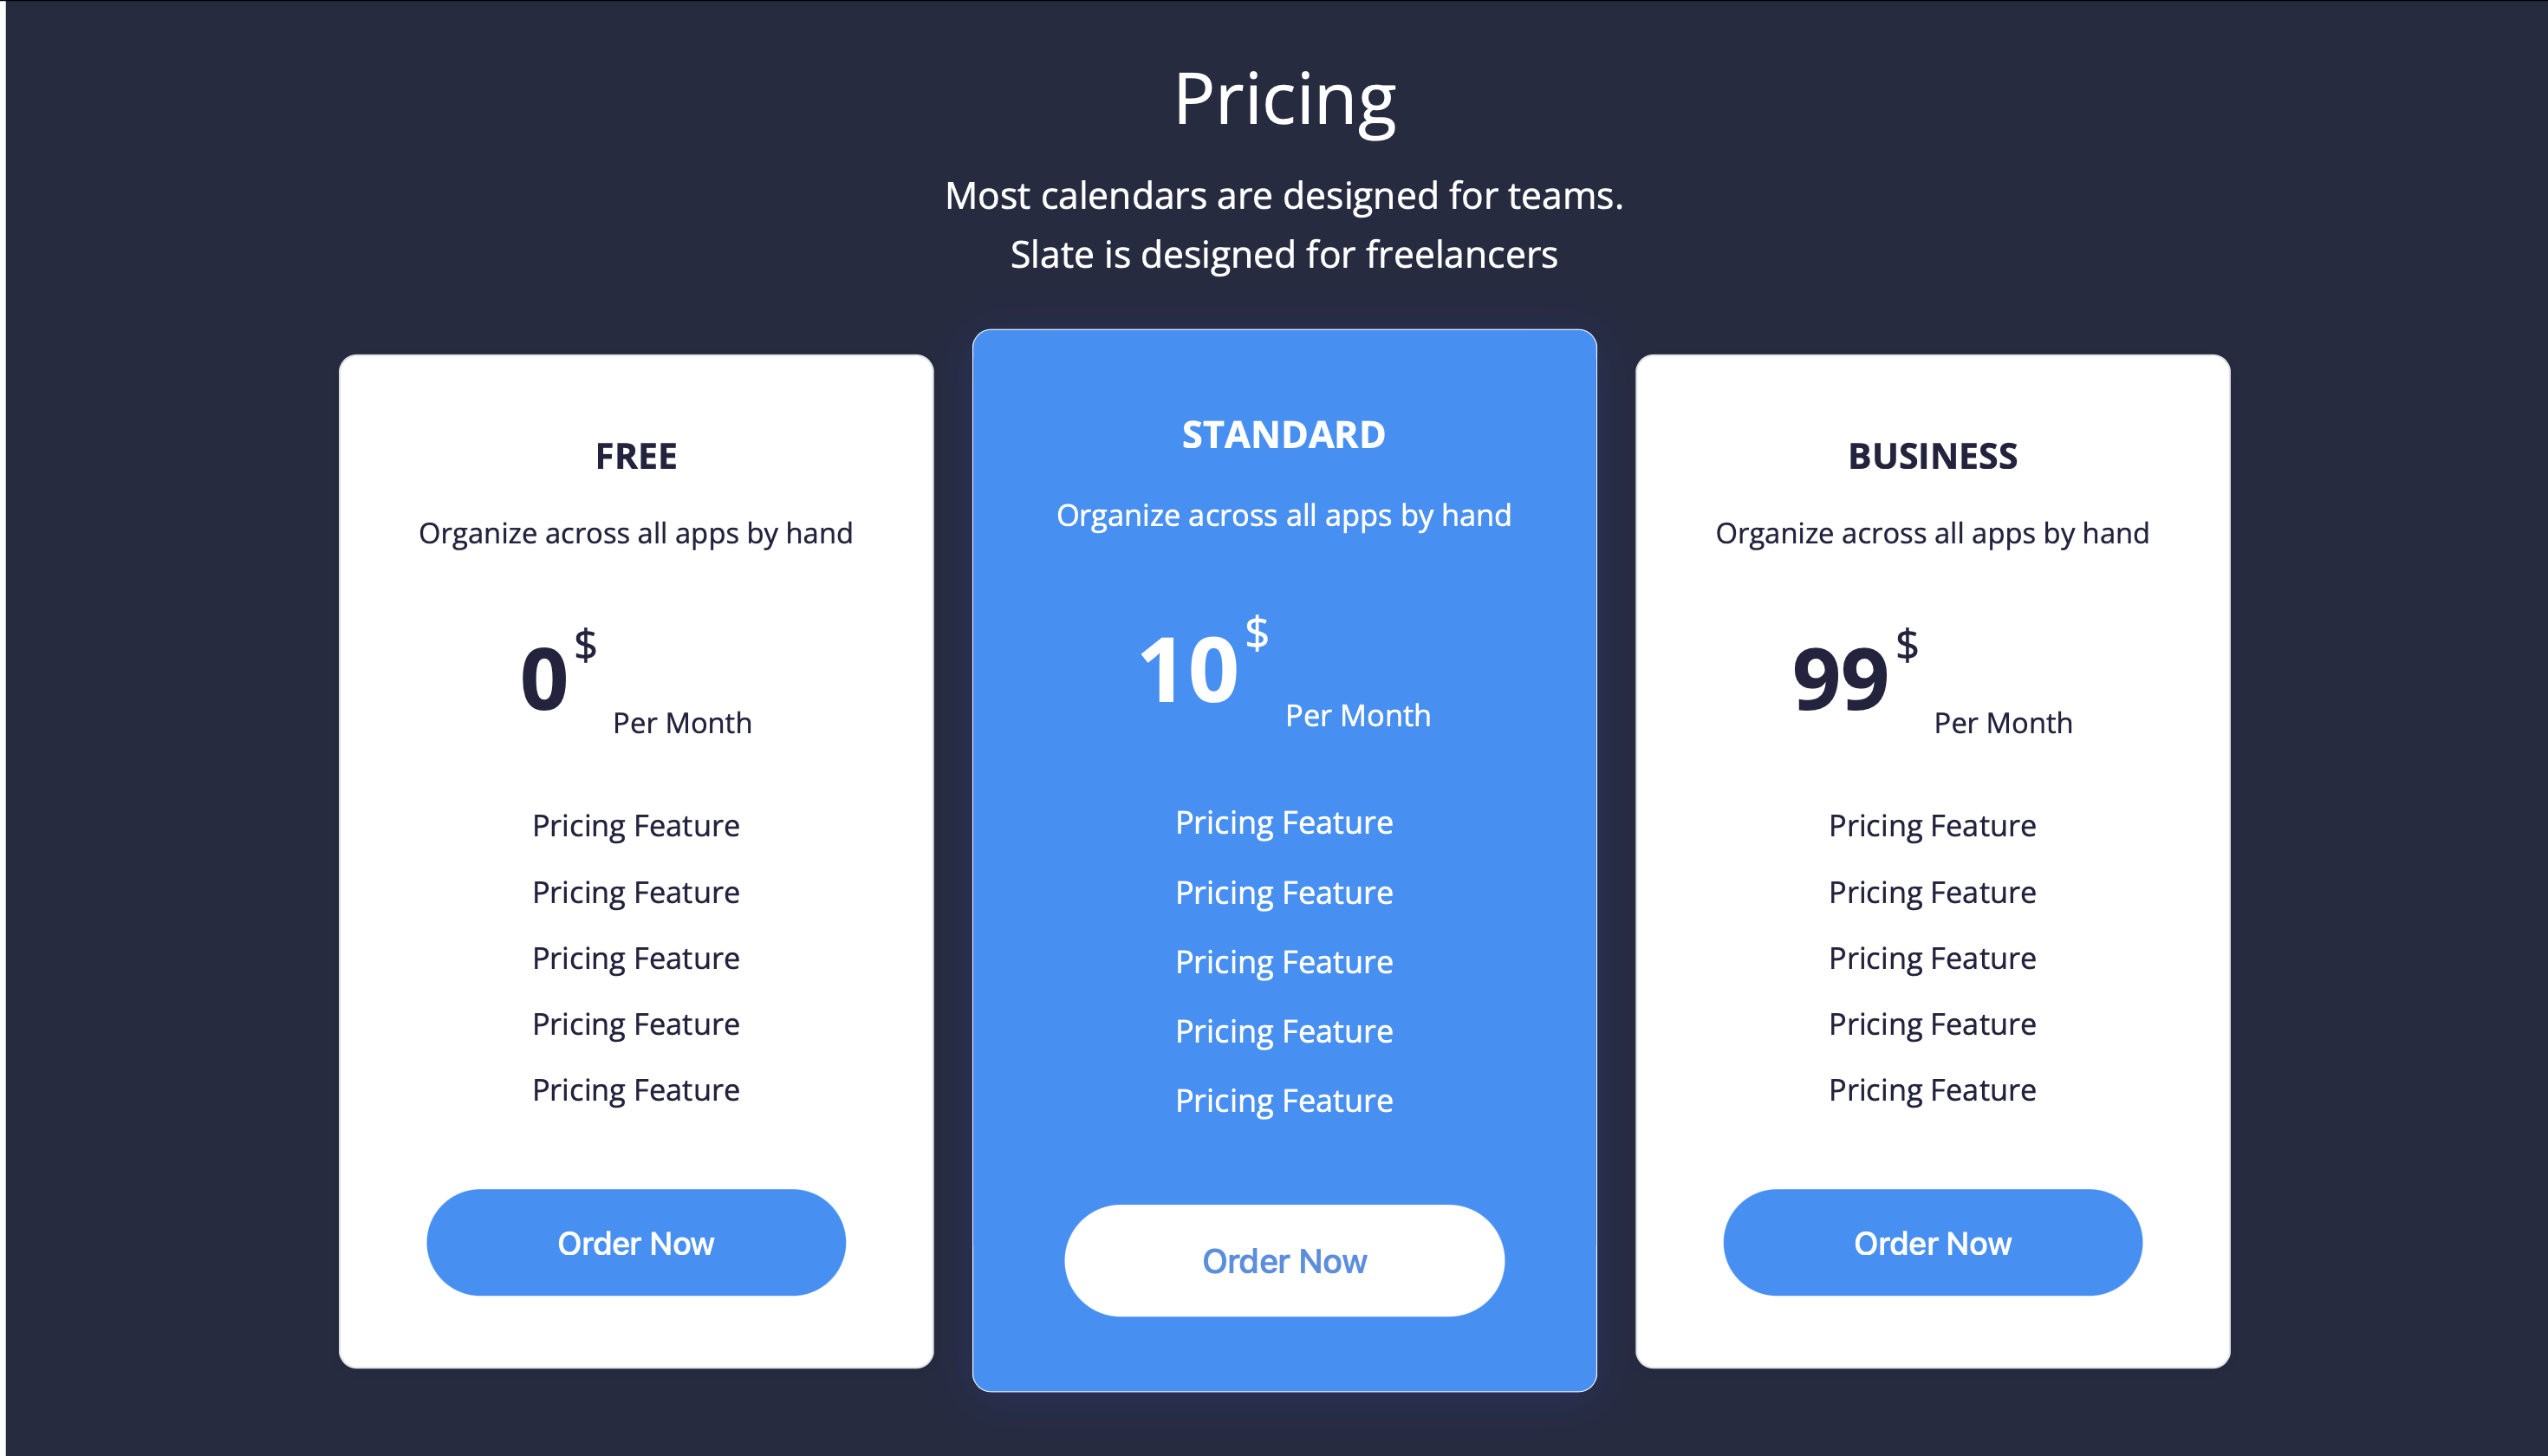 Pricing
Most calendars are designed for teams.
Slate is designed for freelancers
FREE
Organize across all apps by hand
0$ Per Month
Pricing Feature
Pricing Feature
Pricing Feature
Pricing Feature
Pricing Feature
Order Now
STANDARD
Organize across all apps by hand
10$ Per Month
Pricing Feature
Pricing Feature
Pricing Feature
Pricing Feature
Pricing Feature
Order Now
BUSINESS
Organize across all apps by hand
99$ Per Month
Pricing Feature
Pricing Feature
Pricing Feature
Pricing Feature
Pricing Feature
Order Now